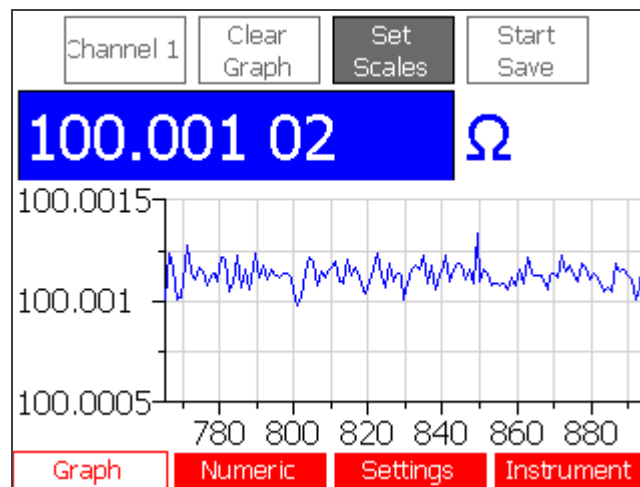 Channel 1 Clear Graph Set Scales Start Save
100.001 02 Ω
100.0015
100.001
100.0005
780 800 820 840 860 880
Graph Numeric Settings Instrument